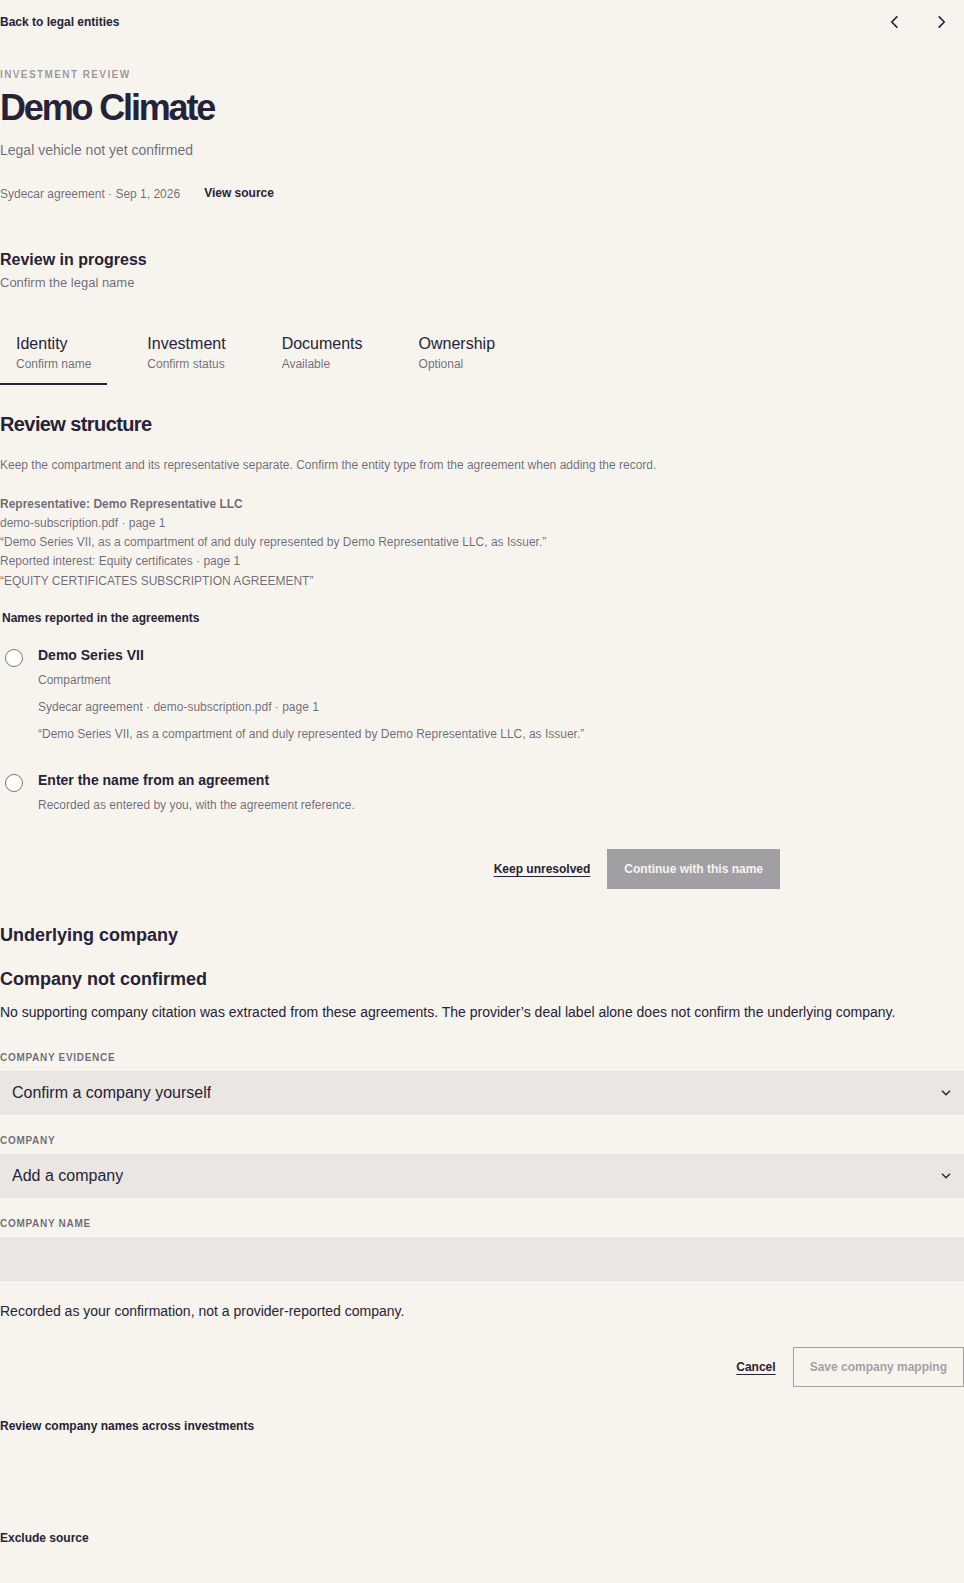 Back to legal entities
INVESTMENT REVIEW
Demo Climate
Legal vehicle not yet confirmed
Sydecar agreement · Sep 1, 2026 View source
Review in progress
Confirm the legal name
Identity Investment Documents Ownership
Confirm name Confirm status Available Optional
Review structure
Keep the compartment and its representative separate. Confirm the entity type from the agreement when adding the record.
Representative: Demo Representative LLC
demo-subscription.pdf · page 1
“Demo Series VII, as a compartment of and duly represented by Demo Representative LLC, as Issuer.”
Reported interest: Equity certificates · page 1
“EQUITY CERTIFICATES SUBSCRIPTION AGREEMENT”
Names reported in the agreements
Demo Series VII
Compartment
Sydecar agreement · demo-subscription.pdf · page 1
“Demo Series VII, as a compartment of and duly represented by Demo Representative LLC, as Issuer.”
Enter the name from an agreement
Recorded as entered by you, with the agreement reference.
Keep unresolved Continue with this name
Underlying company
Company not confirmed
No supporting company citation was extracted from these agreements. The provider’s deal label alone does not confirm the underlying company.
COMPANY EVIDENCE
Confirm a company yourself
COMPANY
Add a company
COMPANY NAME
Recorded as your confirmation, not a provider-reported company.
Cancel Save company mapping
Review company names across investments
Exclude source